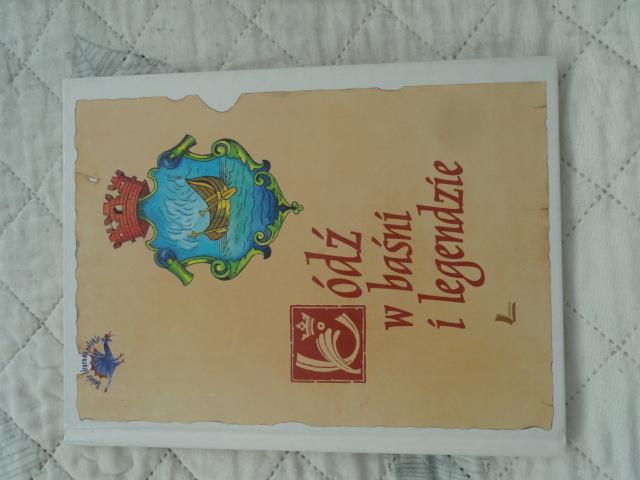 Łódź
w baśni
i legendzie